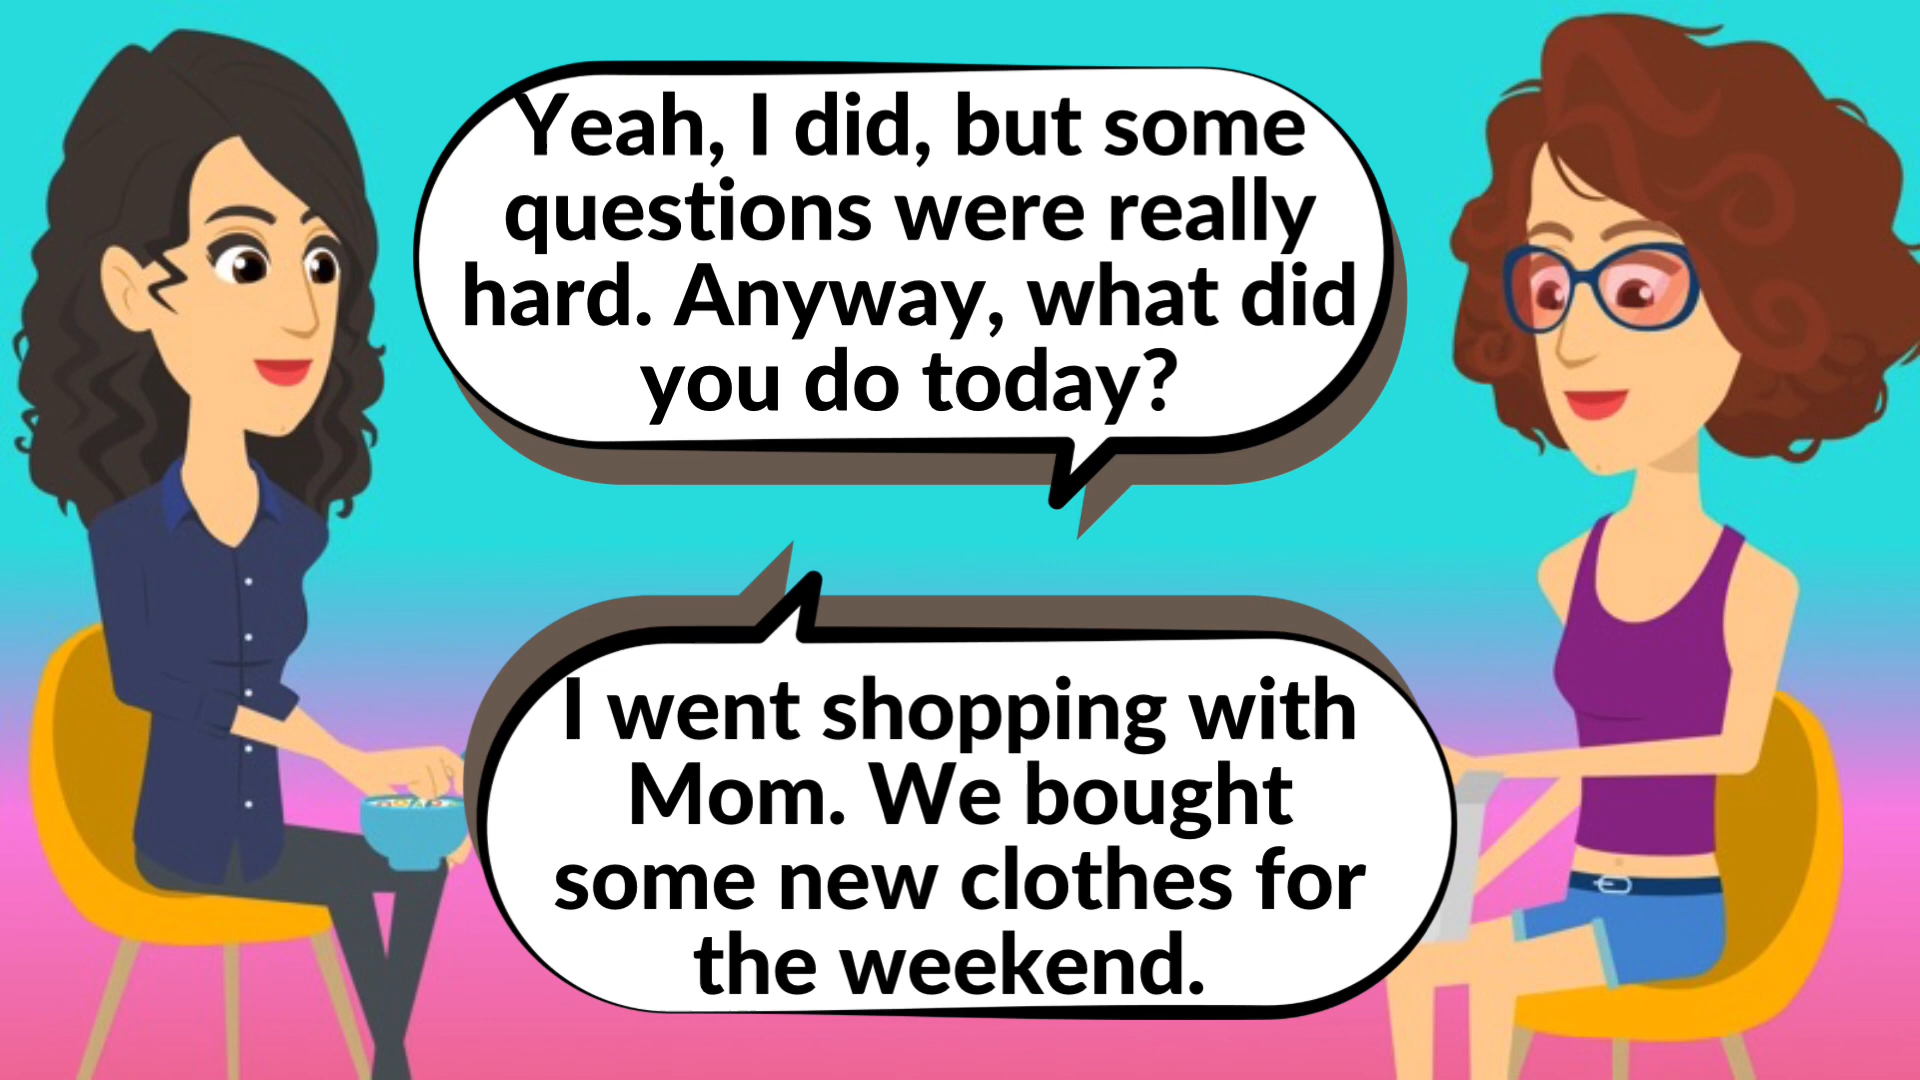 Yeah, I did, but some
questions were really
hard. Anyway, what did
you do today?
I went shopping with
Mom. We bought
some new clothes for
the weekend.